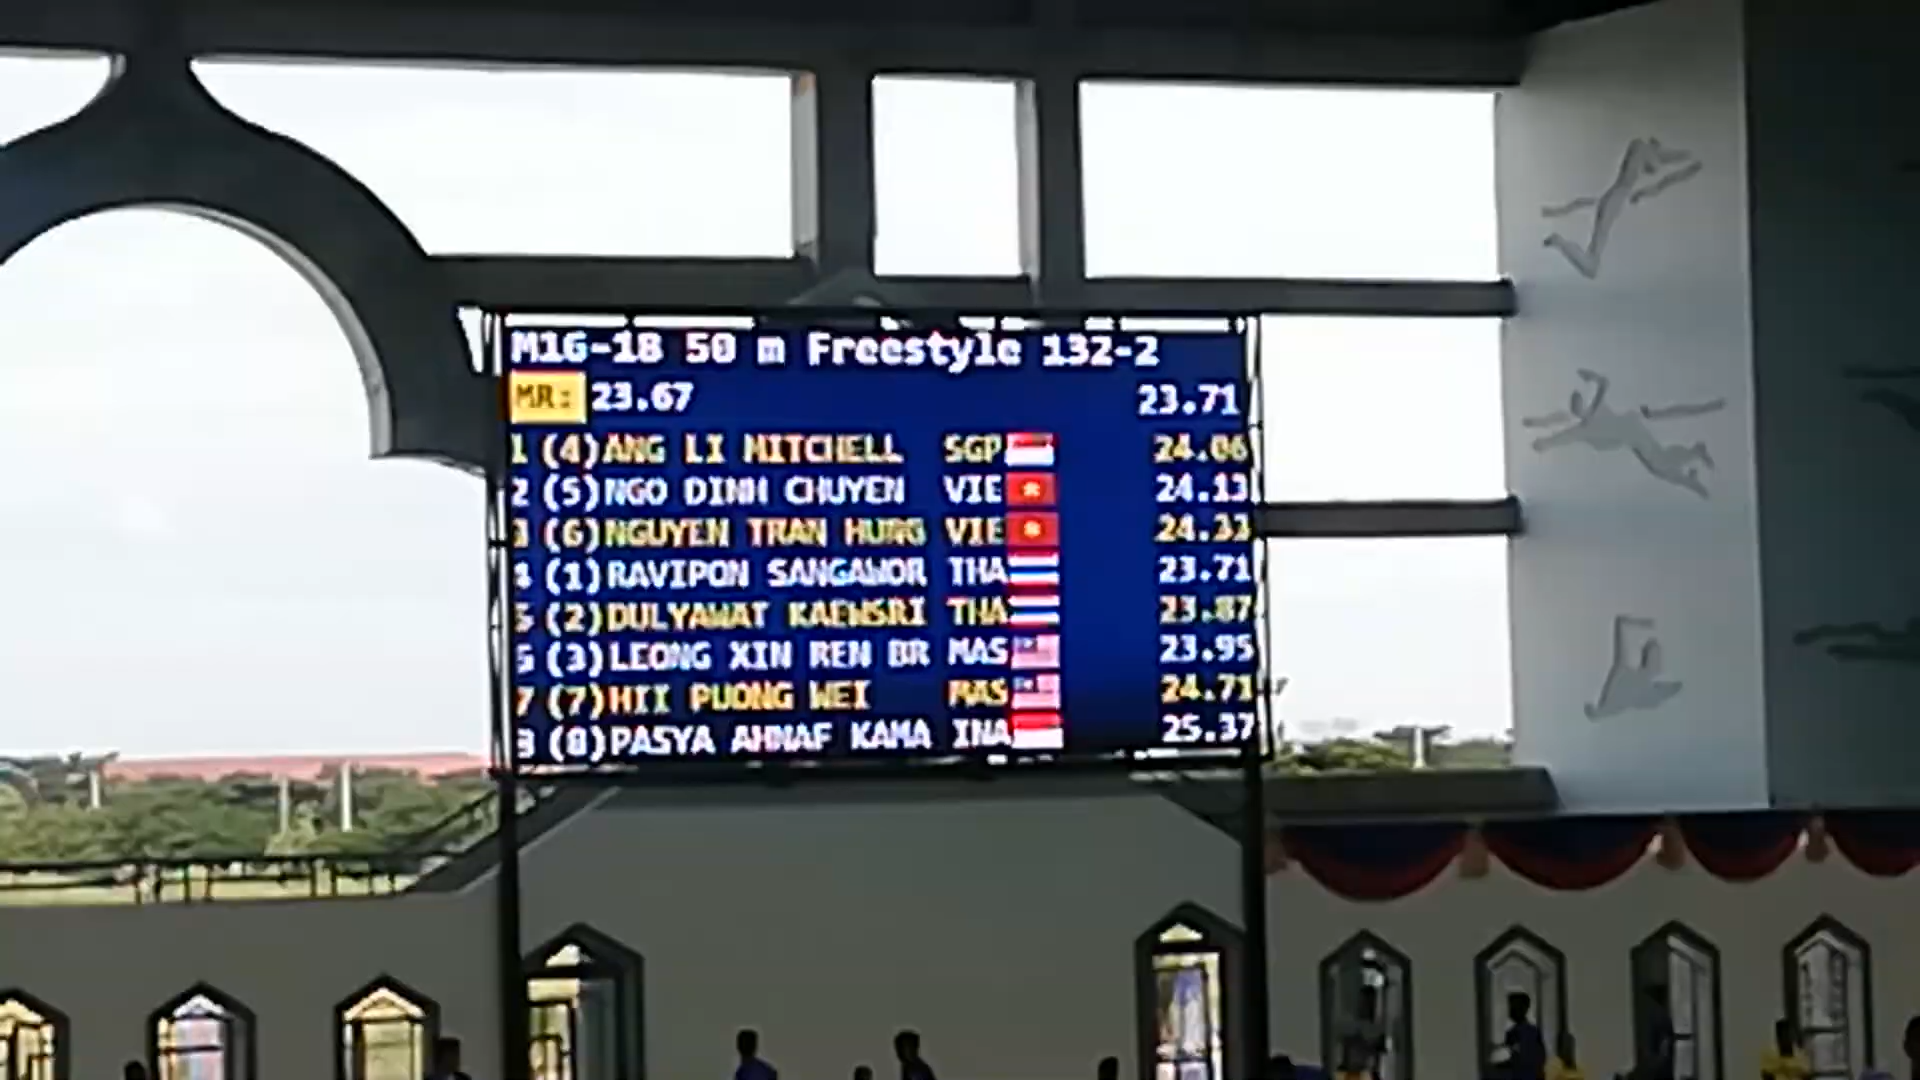 M16-18 50 m Freestyle 132-2
MR: 23.67 23.71
1 (4)ANG LI MITCHELL SGP 24.06
2 (5)NGO DINH CHUYEN VIE 24.13
3 (6)NGUYEN TRAN HUNG VIE 24.33
4 (1)RAVIPON SANGAWOR THA 23.71
5 (2)DULYAWAT KAEWSRI THA 23.87
6 (3)LEONG XIN REN BR MAS 23.95
7 (7)HII PUONG WEI MAS 24.71
8 (8)PASYA AHNAF KAMA INA 25.37